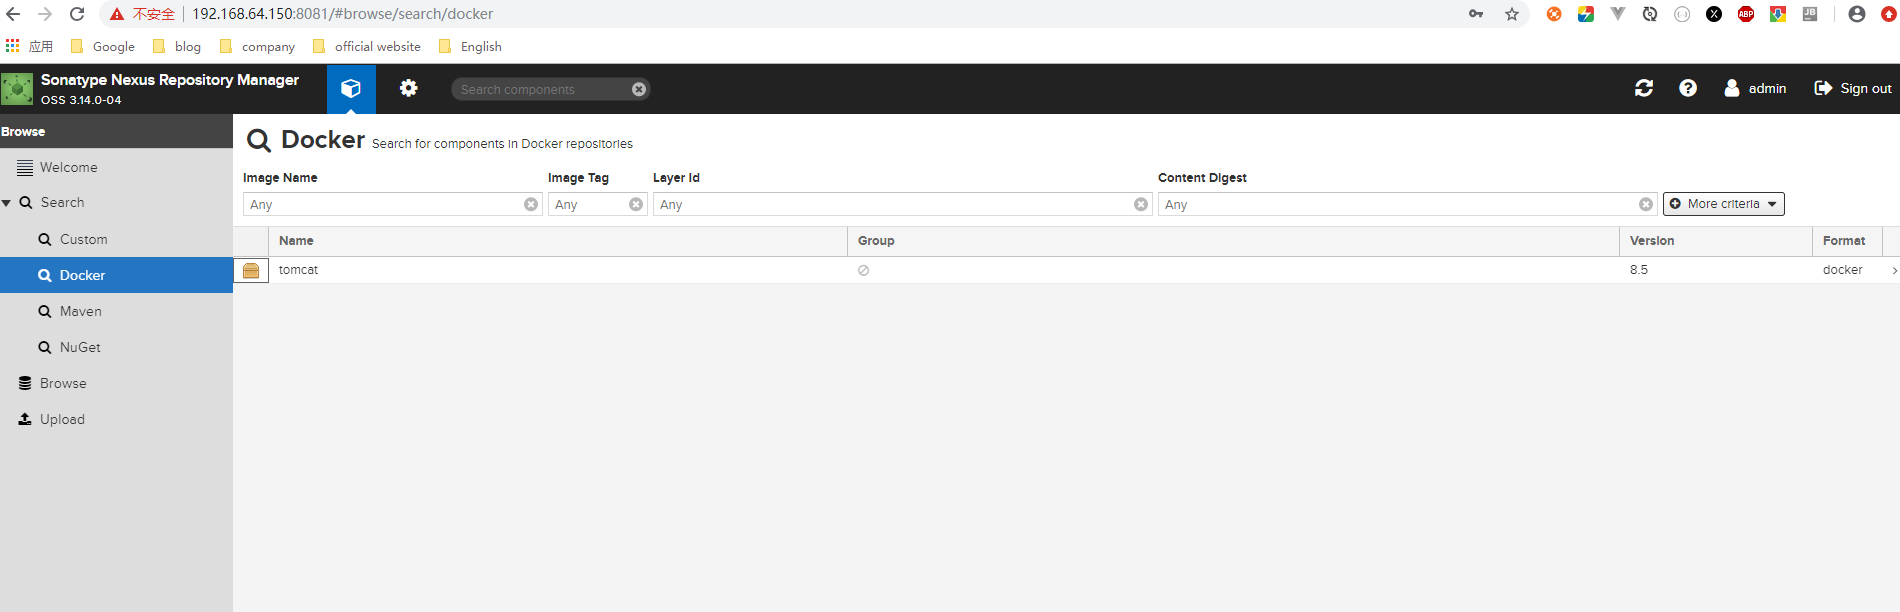 不安全 192.168.64.150:8081/#browse/search/docker
应用 Google blog company official website English
Sonatype Nexus Repository Manager
OSS 3.14.0-04
Search components
admin Sign out
Browse
Welcome
Search
Custom
Docker
Maven
NuGet
Browse
Upload
Docker Search for components in Docker repositories
Image Name Image Tag Layer Id Content Digest
Any Any Any Any More criteria
Name Group Version Format
tomcat 8.5 docker
ABP
JB